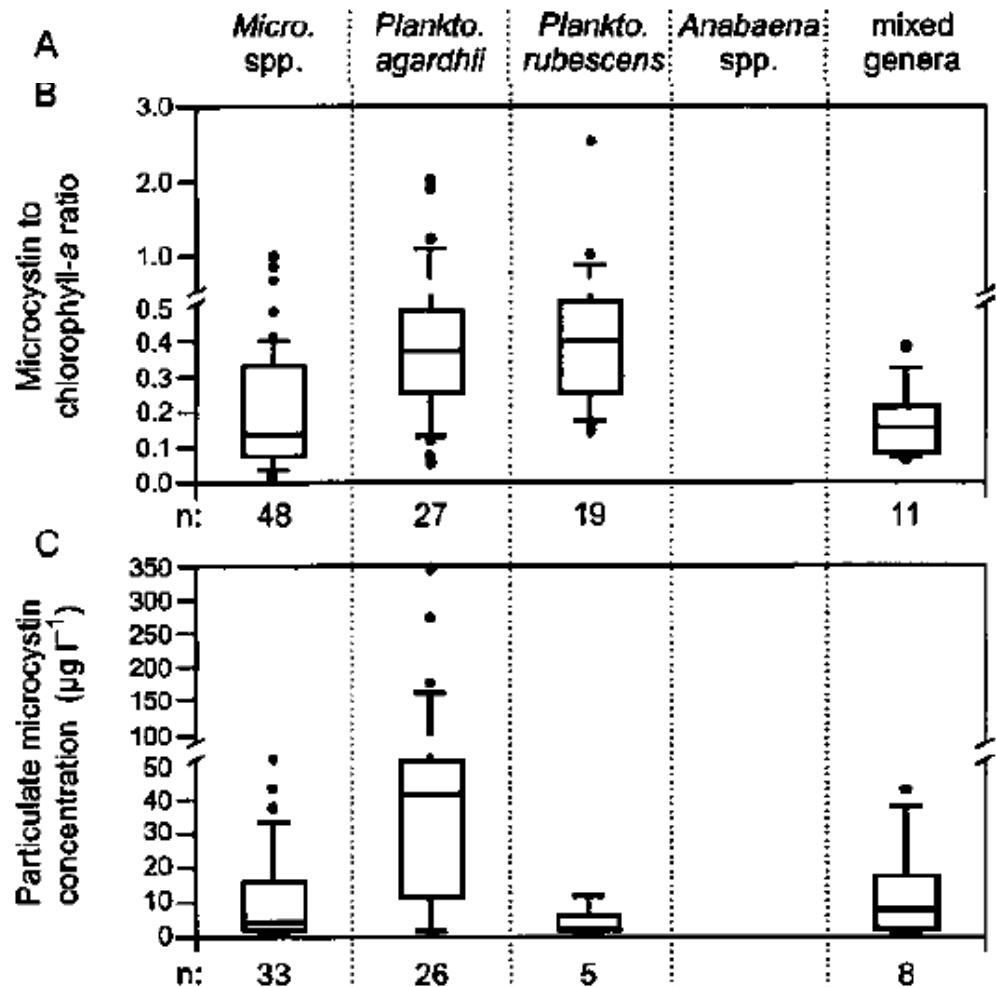 A
Micro. spp.
Plankto. agardhii
Plankto. rubescens
Anabaena spp.
mixed genera
B
Microcystin to
chlorophyll-a ratio
3.0
2.0
1.0
0.5
0.4
0.3
0.2
0.1
0.0
n: 48 27 19 11
C
Particulate microcystin
concentration (µg l⁻¹)
350
300
250
200
150
100
50
40
30
20
10
0
n: 33 26 5 8